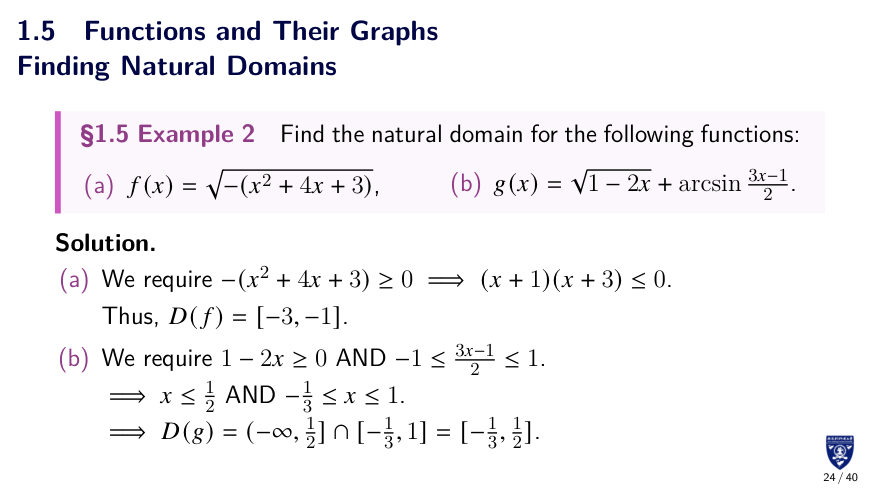 1.5 Functions and Their Graphs
Finding Natural Domains
§1.5 Example 2 Find the natural domain for the following functions:
(a) f(x) = √(−(x² + 4x + 3)), (b) g(x) = √(1 − 2x) + arcsin (3x−1)/2.
Solution.
(a) We require −(x² + 4x + 3) ≥ 0 ⟹ (x + 1)(x + 3) ≤ 0.
Thus, D(f) = [−3, −1].
(b) We require 1 − 2x ≥ 0 AND −1 ≤ (3x−1)/2 ≤ 1.
⟹ x ≤ 1/2 AND −1/3 ≤ x ≤ 1.
⟹ D(g) = (−∞, 1/2] ∩ [−1/3, 1] = [−1/3, 1/2].
24 / 40